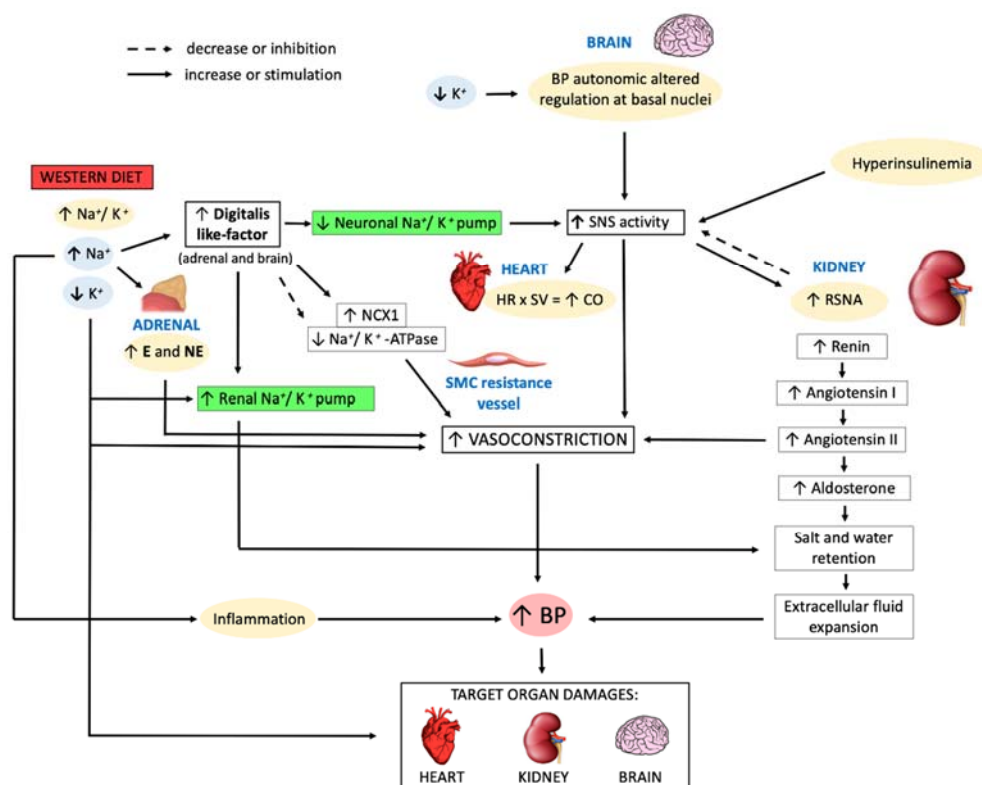 decrease or inhibition
increase or stimulation
BRAIN
↓ K⁺
BP autonomic altered
regulation at basal nuclei
Hyperinsulinemia
WESTERN DIET
↑ Na⁺/ K⁺
↑ Na⁺
↓ K⁺
↑ Digitalis
like-factor
(adrenal and brain)
↓ Neuronal Na⁺/ K⁺ pump
↑ SNS activity
HEART
HR x SV = ↑ CO
KIDNEY
↑ RSNA
ADRENAL
↑ E and NE
↑ NCX1
↓ Na⁺/ K⁺ -ATPase
SMC resistance
vessel
↑ Renin
↑ Angiotensin I
↑ Renal Na⁺/ K⁺ pump
↑ VASOCONSTRICTION
↑ Angiotensin II
↑ Aldosterone
Salt and water
retention
Extracellular fluid
expansion
Inflammation
↑ BP
TARGET ORGAN DAMAGES:
HEART
KIDNEY
BRAIN